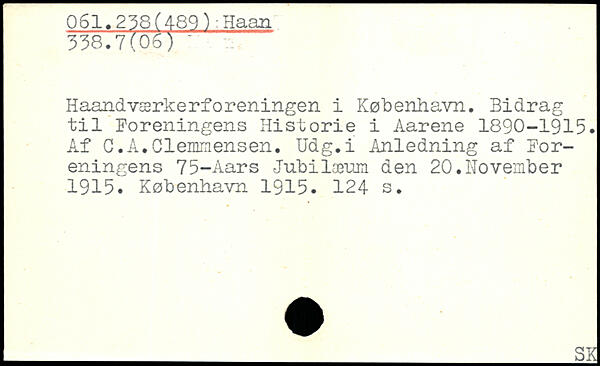 061.238(489):Haan
338.7(06)
Haandværkerforeningen i København. Bidrag
til Foreningens Historie i Aarene 1890-1915.
Af C.A.Clemmensen. Udg.i Anledning af For-
eningens 75-Aars Jubilæum den 20.November
1915. København 1915. 124 s.
SK